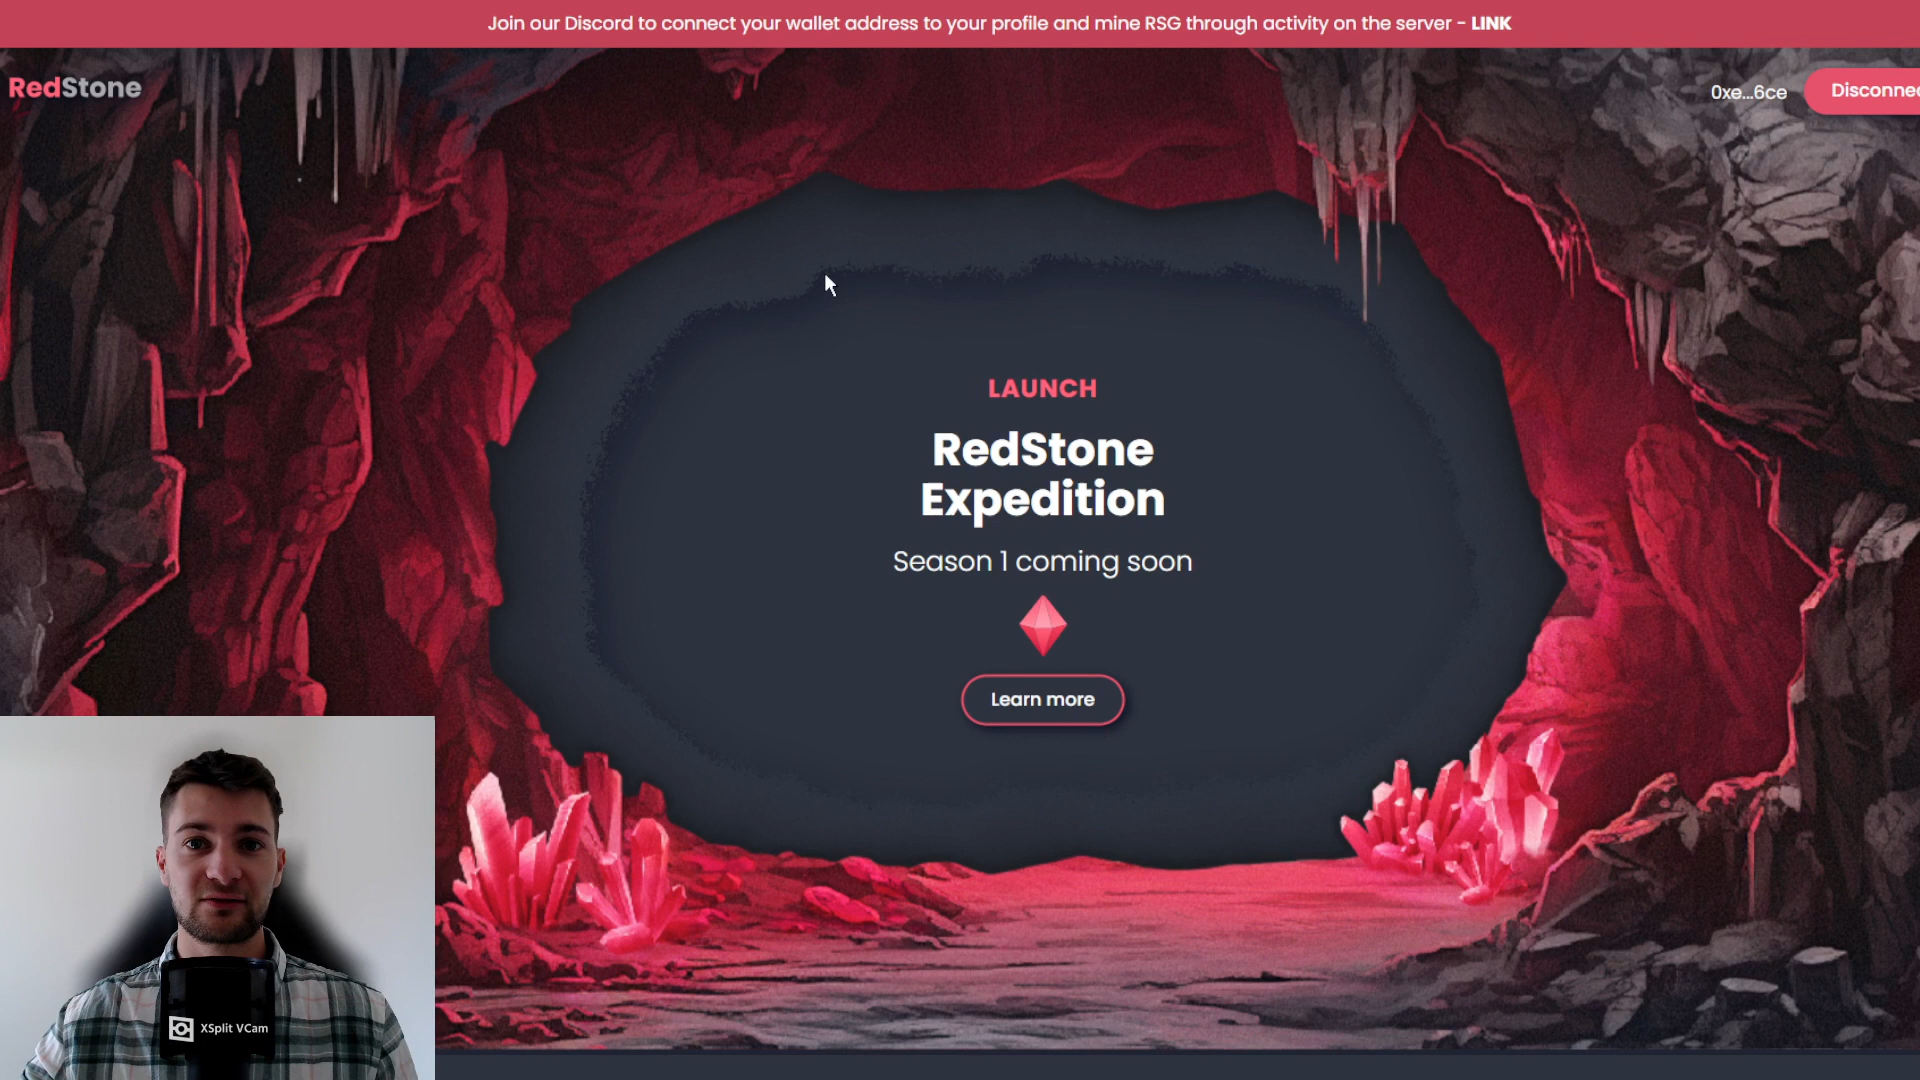 Join our Discord to connect your wallet address to your profile and mine RSG through activity on the server - LINK
RedStone
0xe...6ce
Disconnec
LAUNCH
RedStone
Expedition
Season 1 coming soon
Learn more
XSplit VCam